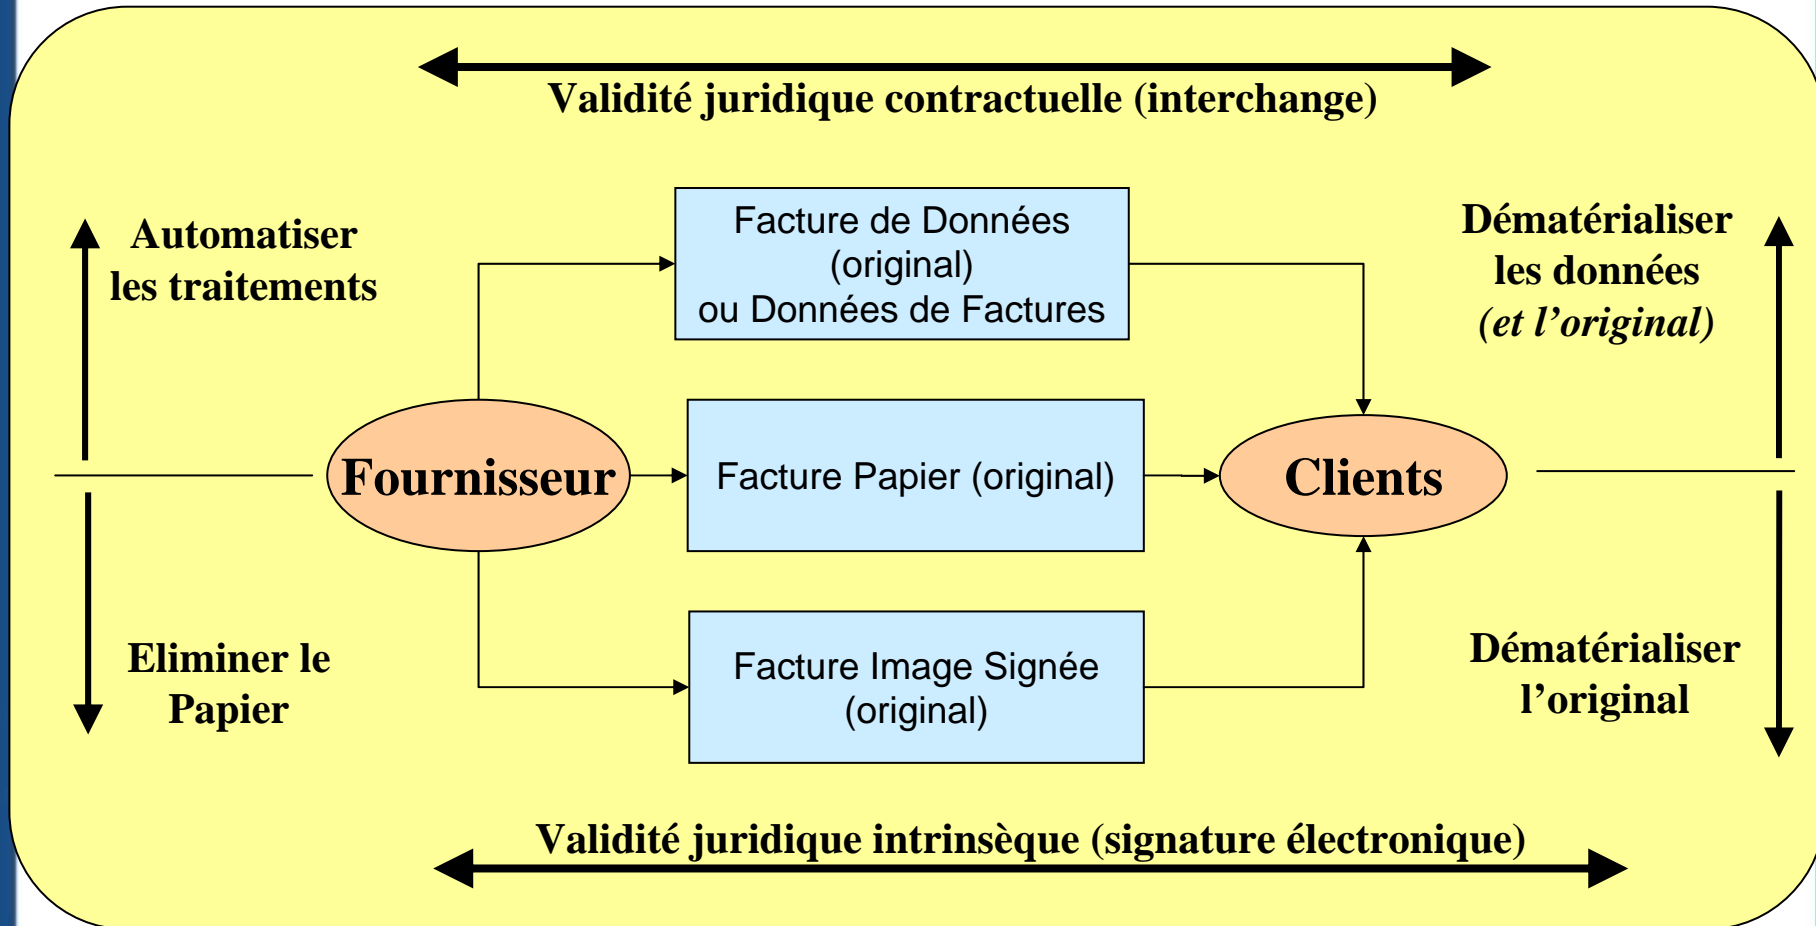 Validité juridique contractuelle (interchange)
Automatiser
les traitements
Facture de Données
(original)
ou Données de Factures
Dématérialiser
les données
(et l’original)
Fournisseur
Facture Papier (original)
Clients
Eliminer le
Papier
Facture Image Signée
(original)
Dématérialiser
l’original
Validité juridique intrinsèque (signature électronique)